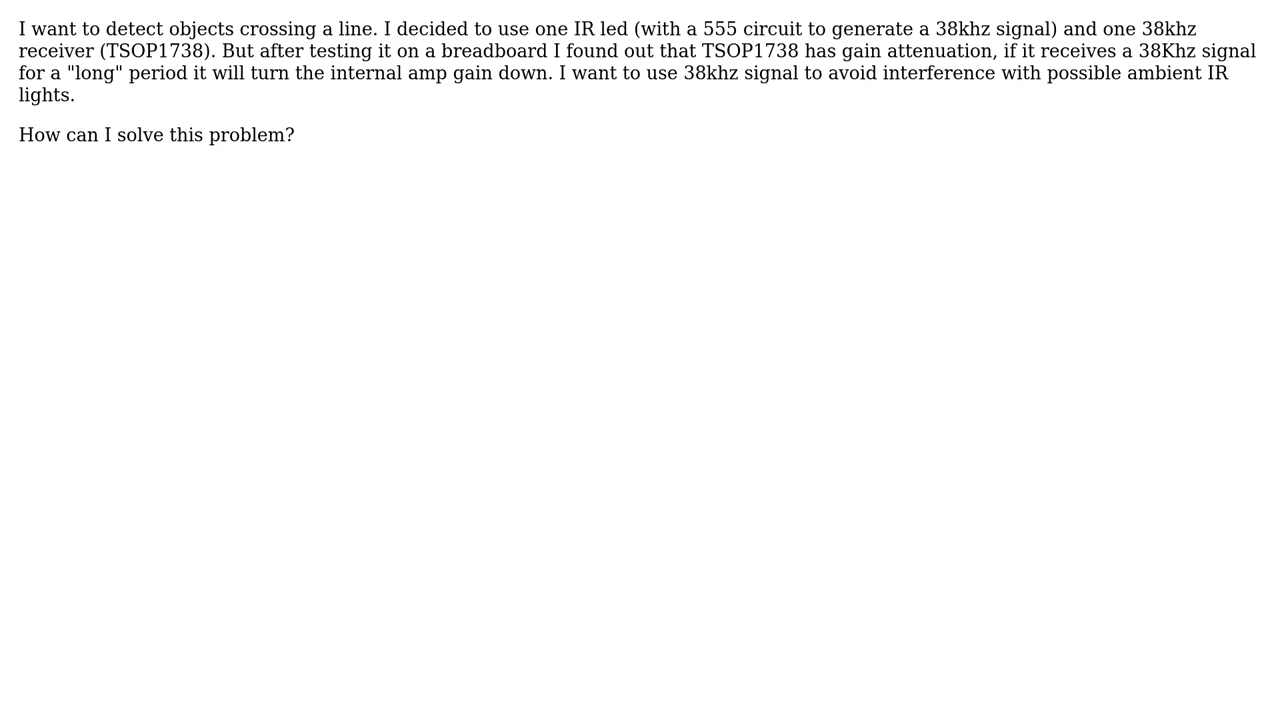 I want to detect objects crossing a line. I decided to use one IR led (with a 555 circuit to generate a 38khz signal) and one 38khz
receiver (TSOP1738). But after testing it on a breadboard I found out that TSOP1738 has gain attenuation, if it receives a 38Khz signal
for a "long" period it will turn the internal amp gain down. I want to use 38khz signal to avoid interference with possible ambient IR
lights.
How can I solve this problem?